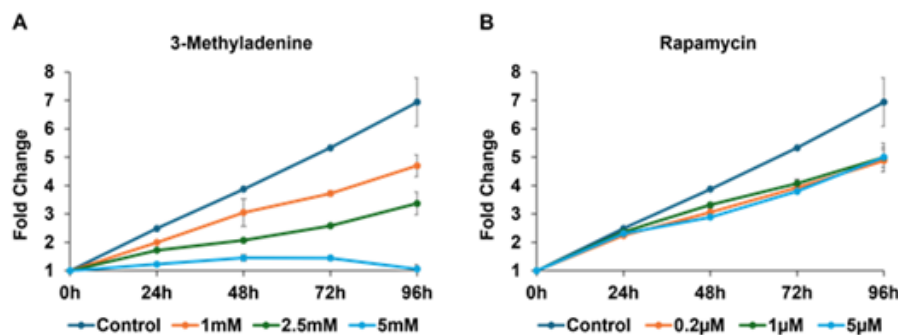 A
3-Methyladenine
Fold Change
8
7
6
5
4
3
2
1
0h 24h 48h 72h 96h
Control 1mM 2.5mM 5mM
B
Rapamycin
Fold Change
8
7
6
5
4
3
2
1
0h 24h 48h 72h 96h
Control 0.2µM 1µM 5µM